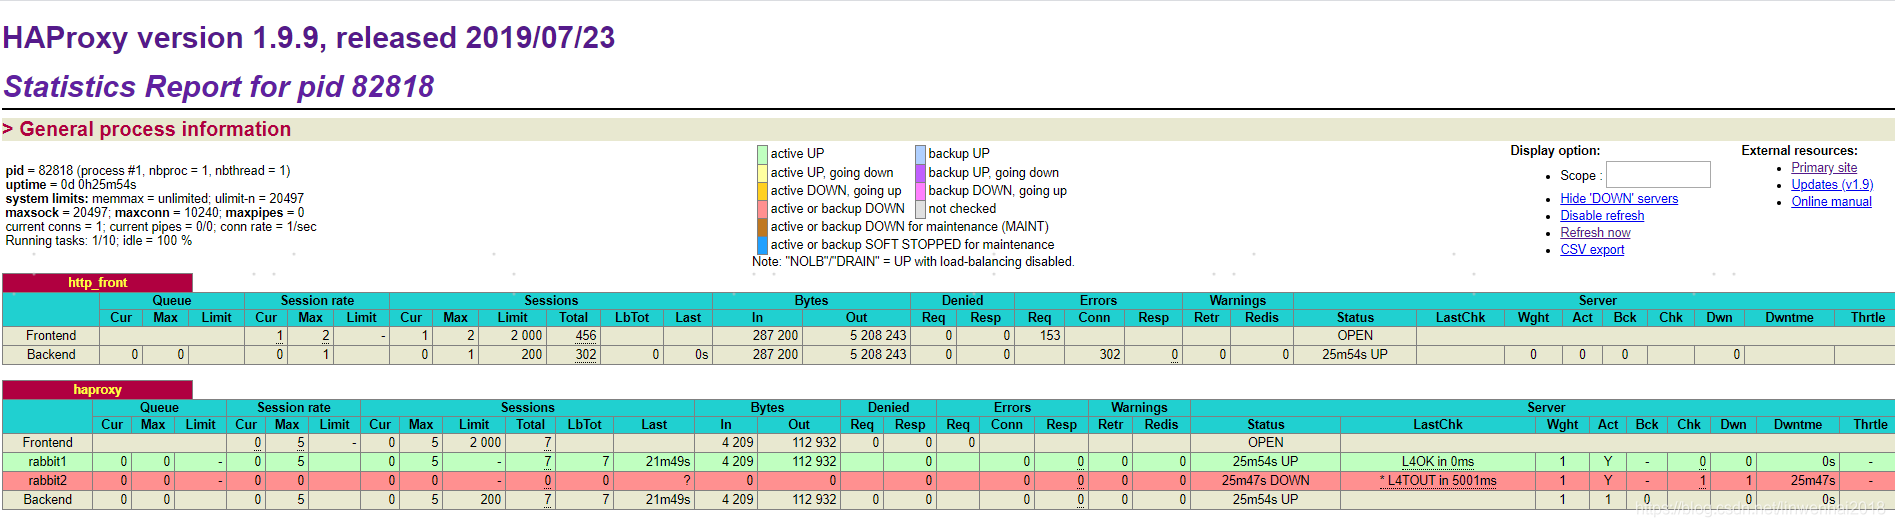 HAProxy version 1.9.9, released 2019/07/23
Statistics Report for pid 82818
> General process information
pid = 82818 (process #1, nbproc = 1, nbthread = 1)
uptime = 0d 0h25m54s
system limits: memmax = unlimited; ulimit-n = 20497
maxsock = 20497; maxconn = 10240; maxpipes = 0
current conns = 1; current pipes = 0/0; conn rate = 1/sec
Running tasks: 1/10; idle = 100 %
active UP
backup UP
active UP, going down
backup UP, going down
active DOWN, going up
backup DOWN, going up
active or backup DOWN
not checked
active or backup DOWN for maintenance (MAINT)
active or backup SOFT STOPPED for maintenance
Note: "NOLB"/"DRAIN" = UP with load-balancing disabled.
Display option:
Scope :
Hide 'DOWN' servers
Disable refresh
Refresh now
CSV export
External resources:
Primary site
Updates (v1.9)
Online manual
http_front
Queue Session rate Sessions Bytes Denied Errors Warnings Server
Cur Max Limit Cur Max Limit Cur Max Limit Total LbTot Last In Out Req Resp Req Conn Resp Retr Redis Status LastChk Wght Act Bck Chk Dwn Dwntme Thrtle
Frontend 1 2 - 1 2 2 000 456 287 200 5 208 243 0 0 153 OPEN
Backend 0 0 0 1 0 1 200 302 0 0s 287 200 5 208 243 0 0 302 0 0 0 25m54s UP 0 0 0 0
haproxy
Queue Session rate Sessions Bytes Denied Errors Warnings Server
Cur Max Limit Cur Max Limit Cur Max Limit Total LbTot Last In Out Req Resp Req Conn Resp Retr Redis Status LastChk Wght Act Bck Chk Dwn Dwntme Thrtle
Frontend 0 5 - 0 5 2 000 7 4 209 112 932 0 0 0 OPEN
rabbit1 0 0 - 0 5 0 5 - 7 7 21m49s 4 209 112 932 0 0 0 0 0 25m54s UP L4OK in 0ms 1 Y - 0 0 0s -
rabbit2 0 0 - 0 0 0 0 - 0 0 ? 0 0 0 0 0 0 0 25m47s DOWN * L4TOUT in 5001ms 1 Y - 1 1 25m47s -
Backend 0 0 0 5 0 5 200 7 7 21m49s 4 209 112 932 0 0 0 0 0 0 25m54s UP 1 1 0 0 0s
https://blog.csdn.net/linwenhai2018